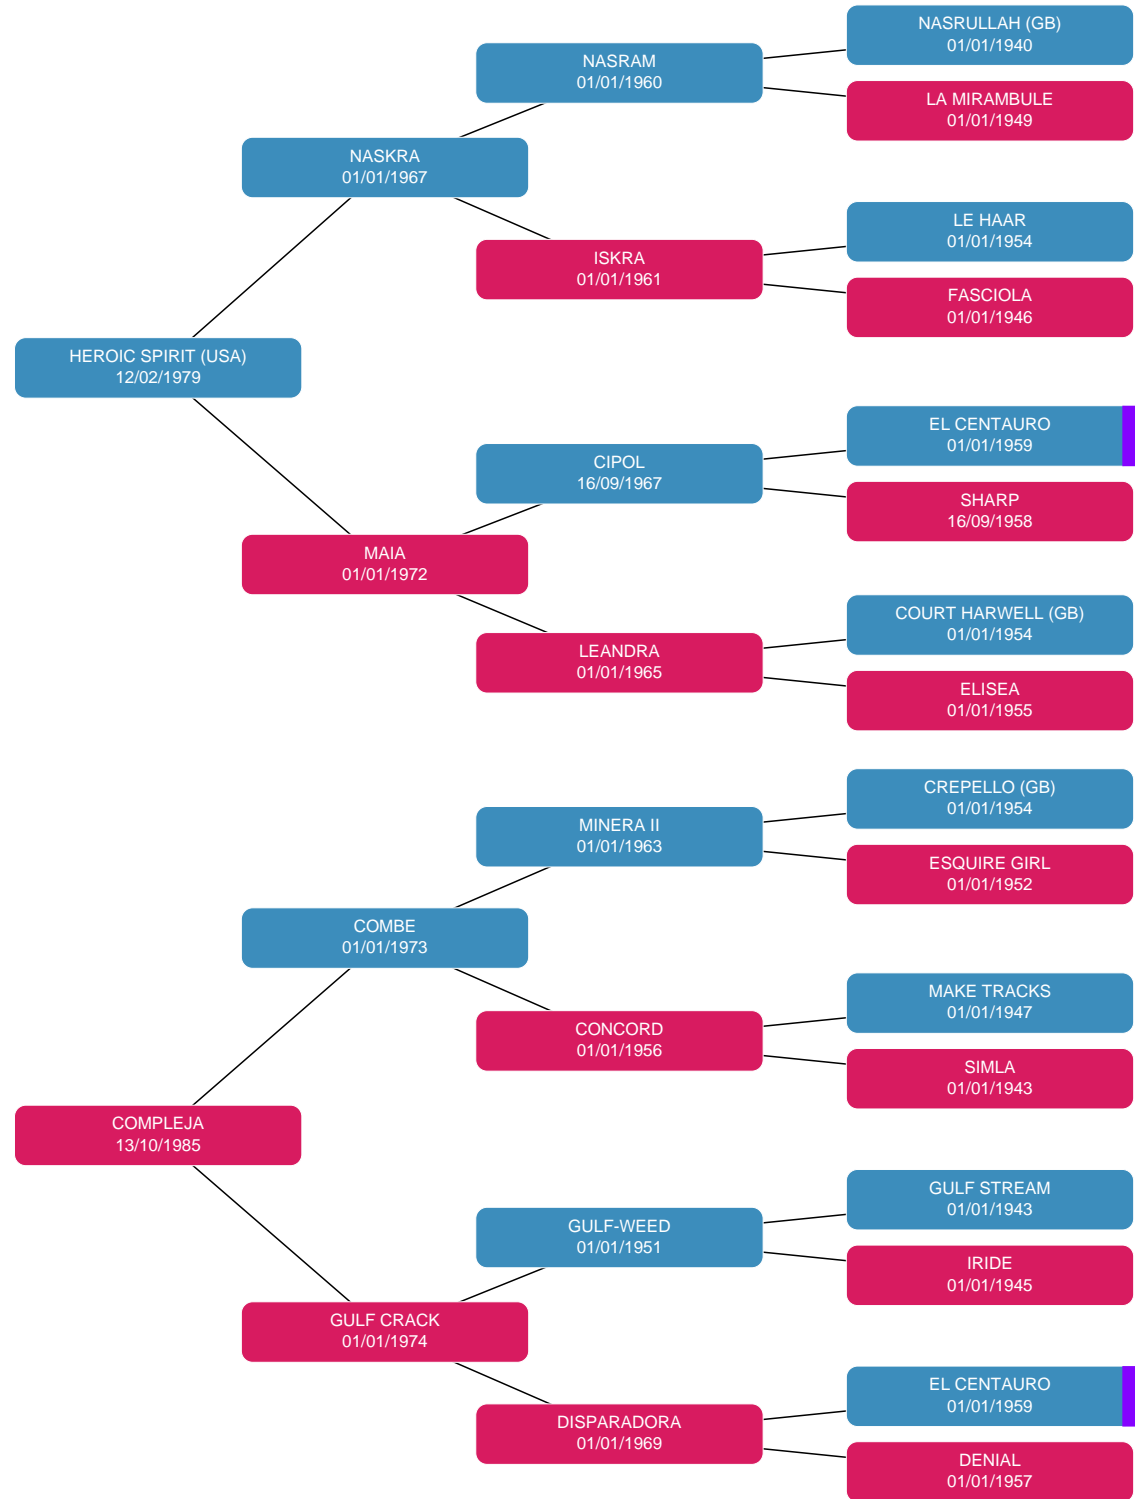 NASRULLAH (GB)
01/01/1940
NASRAM
01/01/1960
LA MIRAMBULE
01/01/1949
NASKRA
01/01/1967
LE HAAR
01/01/1954
ISKRA
01/01/1961
FASCIOLA
01/01/1946
HEROIC SPIRIT (USA)
12/02/1979
EL CENTAURO
01/01/1959
CIPOL
16/09/1967
SHARP
16/09/1958
MAIA
01/01/1972
COURT HARWELL (GB)
01/01/1954
LEANDRA
01/01/1965
ELISEA
01/01/1955
CREPELLO (GB)
01/01/1954
MINERA II
01/01/1963
ESQUIRE GIRL
01/01/1952
COMBE
01/01/1973
MAKE TRACKS
01/01/1947
CONCORD
01/01/1956
SIMLA
01/01/1943
COMPLEJA
13/10/1985
GULF STREAM
01/01/1943
GULF-WEED
01/01/1951
IRIDE
01/01/1945
GULF CRACK
01/01/1974
EL CENTAURO
01/01/1959
DISPARADORA
01/01/1969
DENIAL
01/01/1957